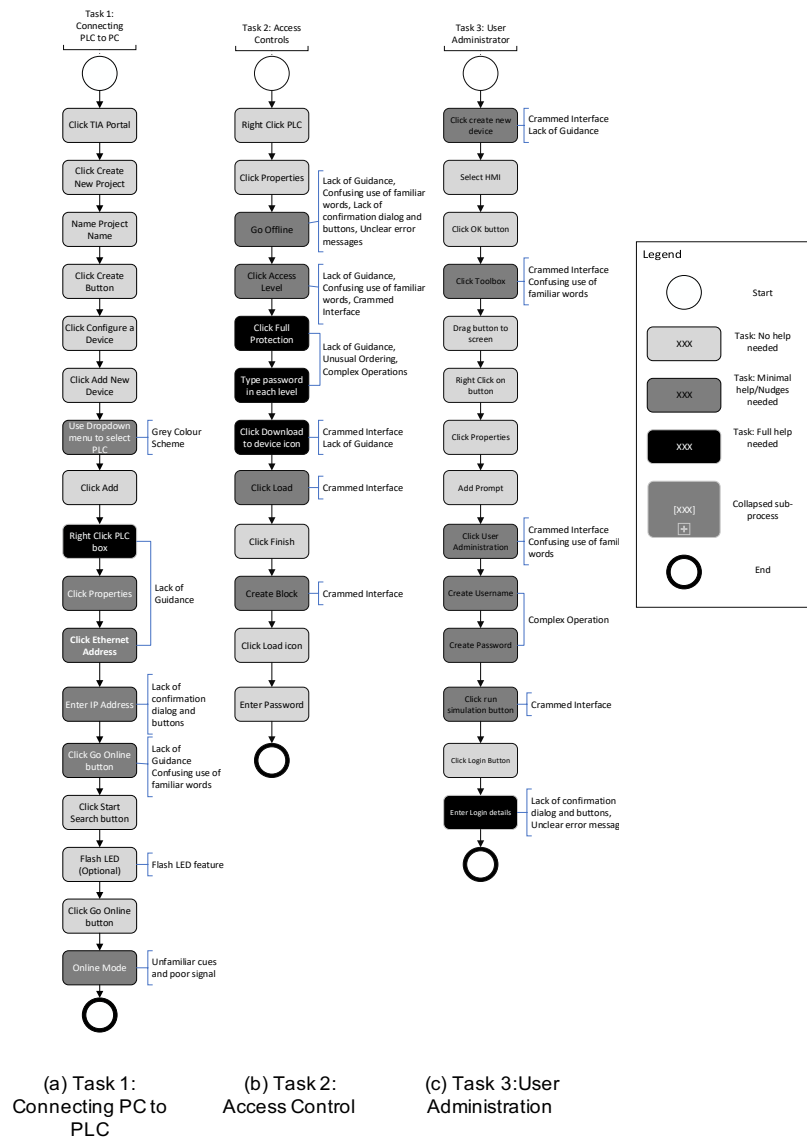 Task 1:
Connecting
PLC to PC
Click TIA Portal
Click Create
New Project
Name Project
Name
Click Create
Button
Click Configure a
Device
Click Add New
Device
Use Dropdown
menu to select
PLC
Grey Colour
Scheme
Click Add
Right Click PLC
box
Click Properties
Click Ethernet
Address
Lack of
Guidance
Enter IP Address
Lack of
confirmation
dialog and
buttons
Click Go Online
button
Lack of
Guidance
Confusing use of
familiar words
Click Start
Search button
Flash LED
(Optional)
Flash LED feature
Click Go Online
button
Online Mode
Unfamiliar cues
and poor signal
(a) Task 1:
Connecting PC to
PLC
Task 2: Access
Controls
Right Click PLC
Click Properties
Go Offline
Lack of Guidance,
Confusing use of familiar
words, Lack of
confirmation dialog and
buttons, Unclear error
messages
Click Access
Level
Lack of Guidance,
Confusing use of familiar
words, Crammed
Interface
Click Full
Protection
Type password
in each level
Lack of Guidance,
Unusual Ordering,
Complex Operations
Click Download
to device icon
Crammed Interface
Lack of Guidance
Click Load
Crammed Interface
Click Finish
Create Block
Crammed Interface
Click Load icon
Enter Password
(b) Task 2:
Access Control
Task 3: User
Administrator
Click create new
device
Crammed Interface
Lack of Guidance
Select HMI
Click OK button
Click Toolbox
Crammed Interface
Confusing use of
familiar words
Drag button to
screen
Right Click on
button
Click Properties
Add Prompt
Click User
Administration
Crammed Interface
Confusing use of famil
words
Create Username
Create Password
Complex Operation
Click run
simulation button
Crammed Interface
Click Login Button
Enter Login details
Lack of confirmation
dialog and buttons,
Unclear error messag
(c) Task 3:User
Administration
Legend
Start
XXX
Task: No help
needed
XXX
Task: Minimal
help/Nudges
needed
XXX
Task: Full help
needed
[XXX]
Collapsed sub-
process
End